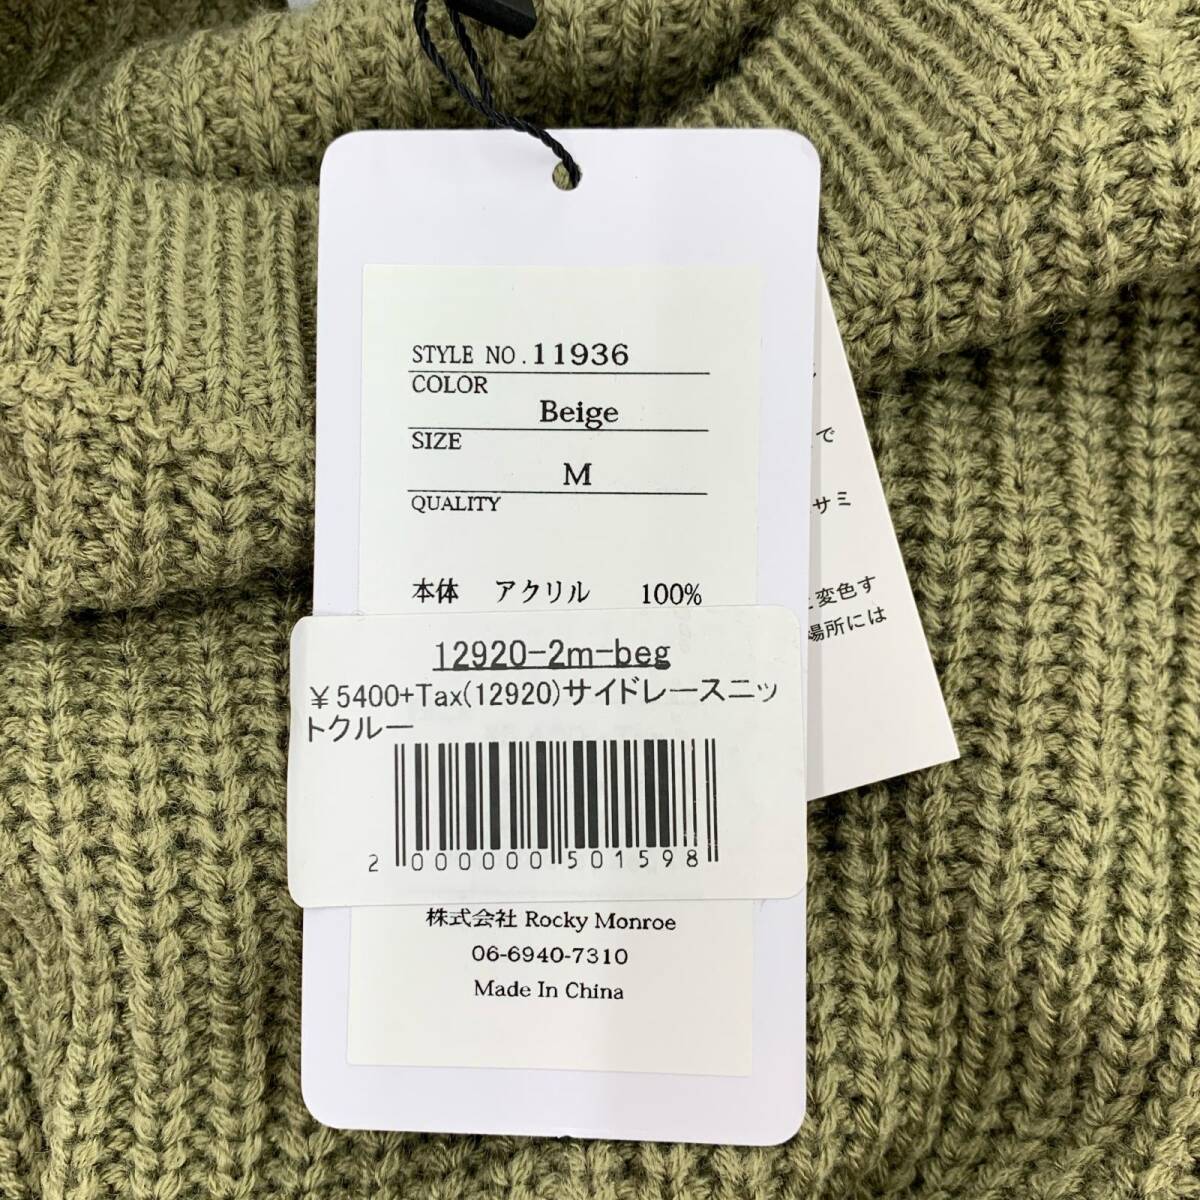 STYLE NO.11936
COLOR
Beige
SIZE
M
QUALITY
本体 アクリル 100%
12920-2m-beg
￥5400+Tax(12920)サイドレースニッ
トクルー
2 000000 501598
株式会社 Rocky Monroe
06-6940-7310
Made In China
で
サミ
変色す
場所には